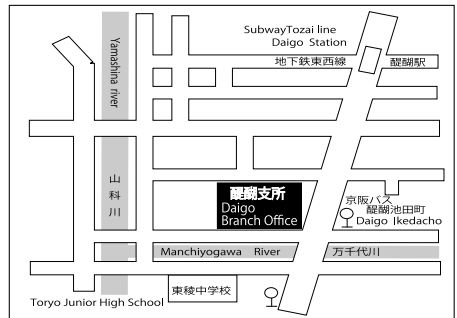 SubwayTozai line
Daigo Station
地下鉄東西線
醍醐駅
Yamashina river
山科川
醍醐支所
Daigo
Branch Office
京阪バス
醍醐池田町
Daigo Ikedacho
Manchiyogawa River
万千代川
東稜中学校
Toryo Junior High School